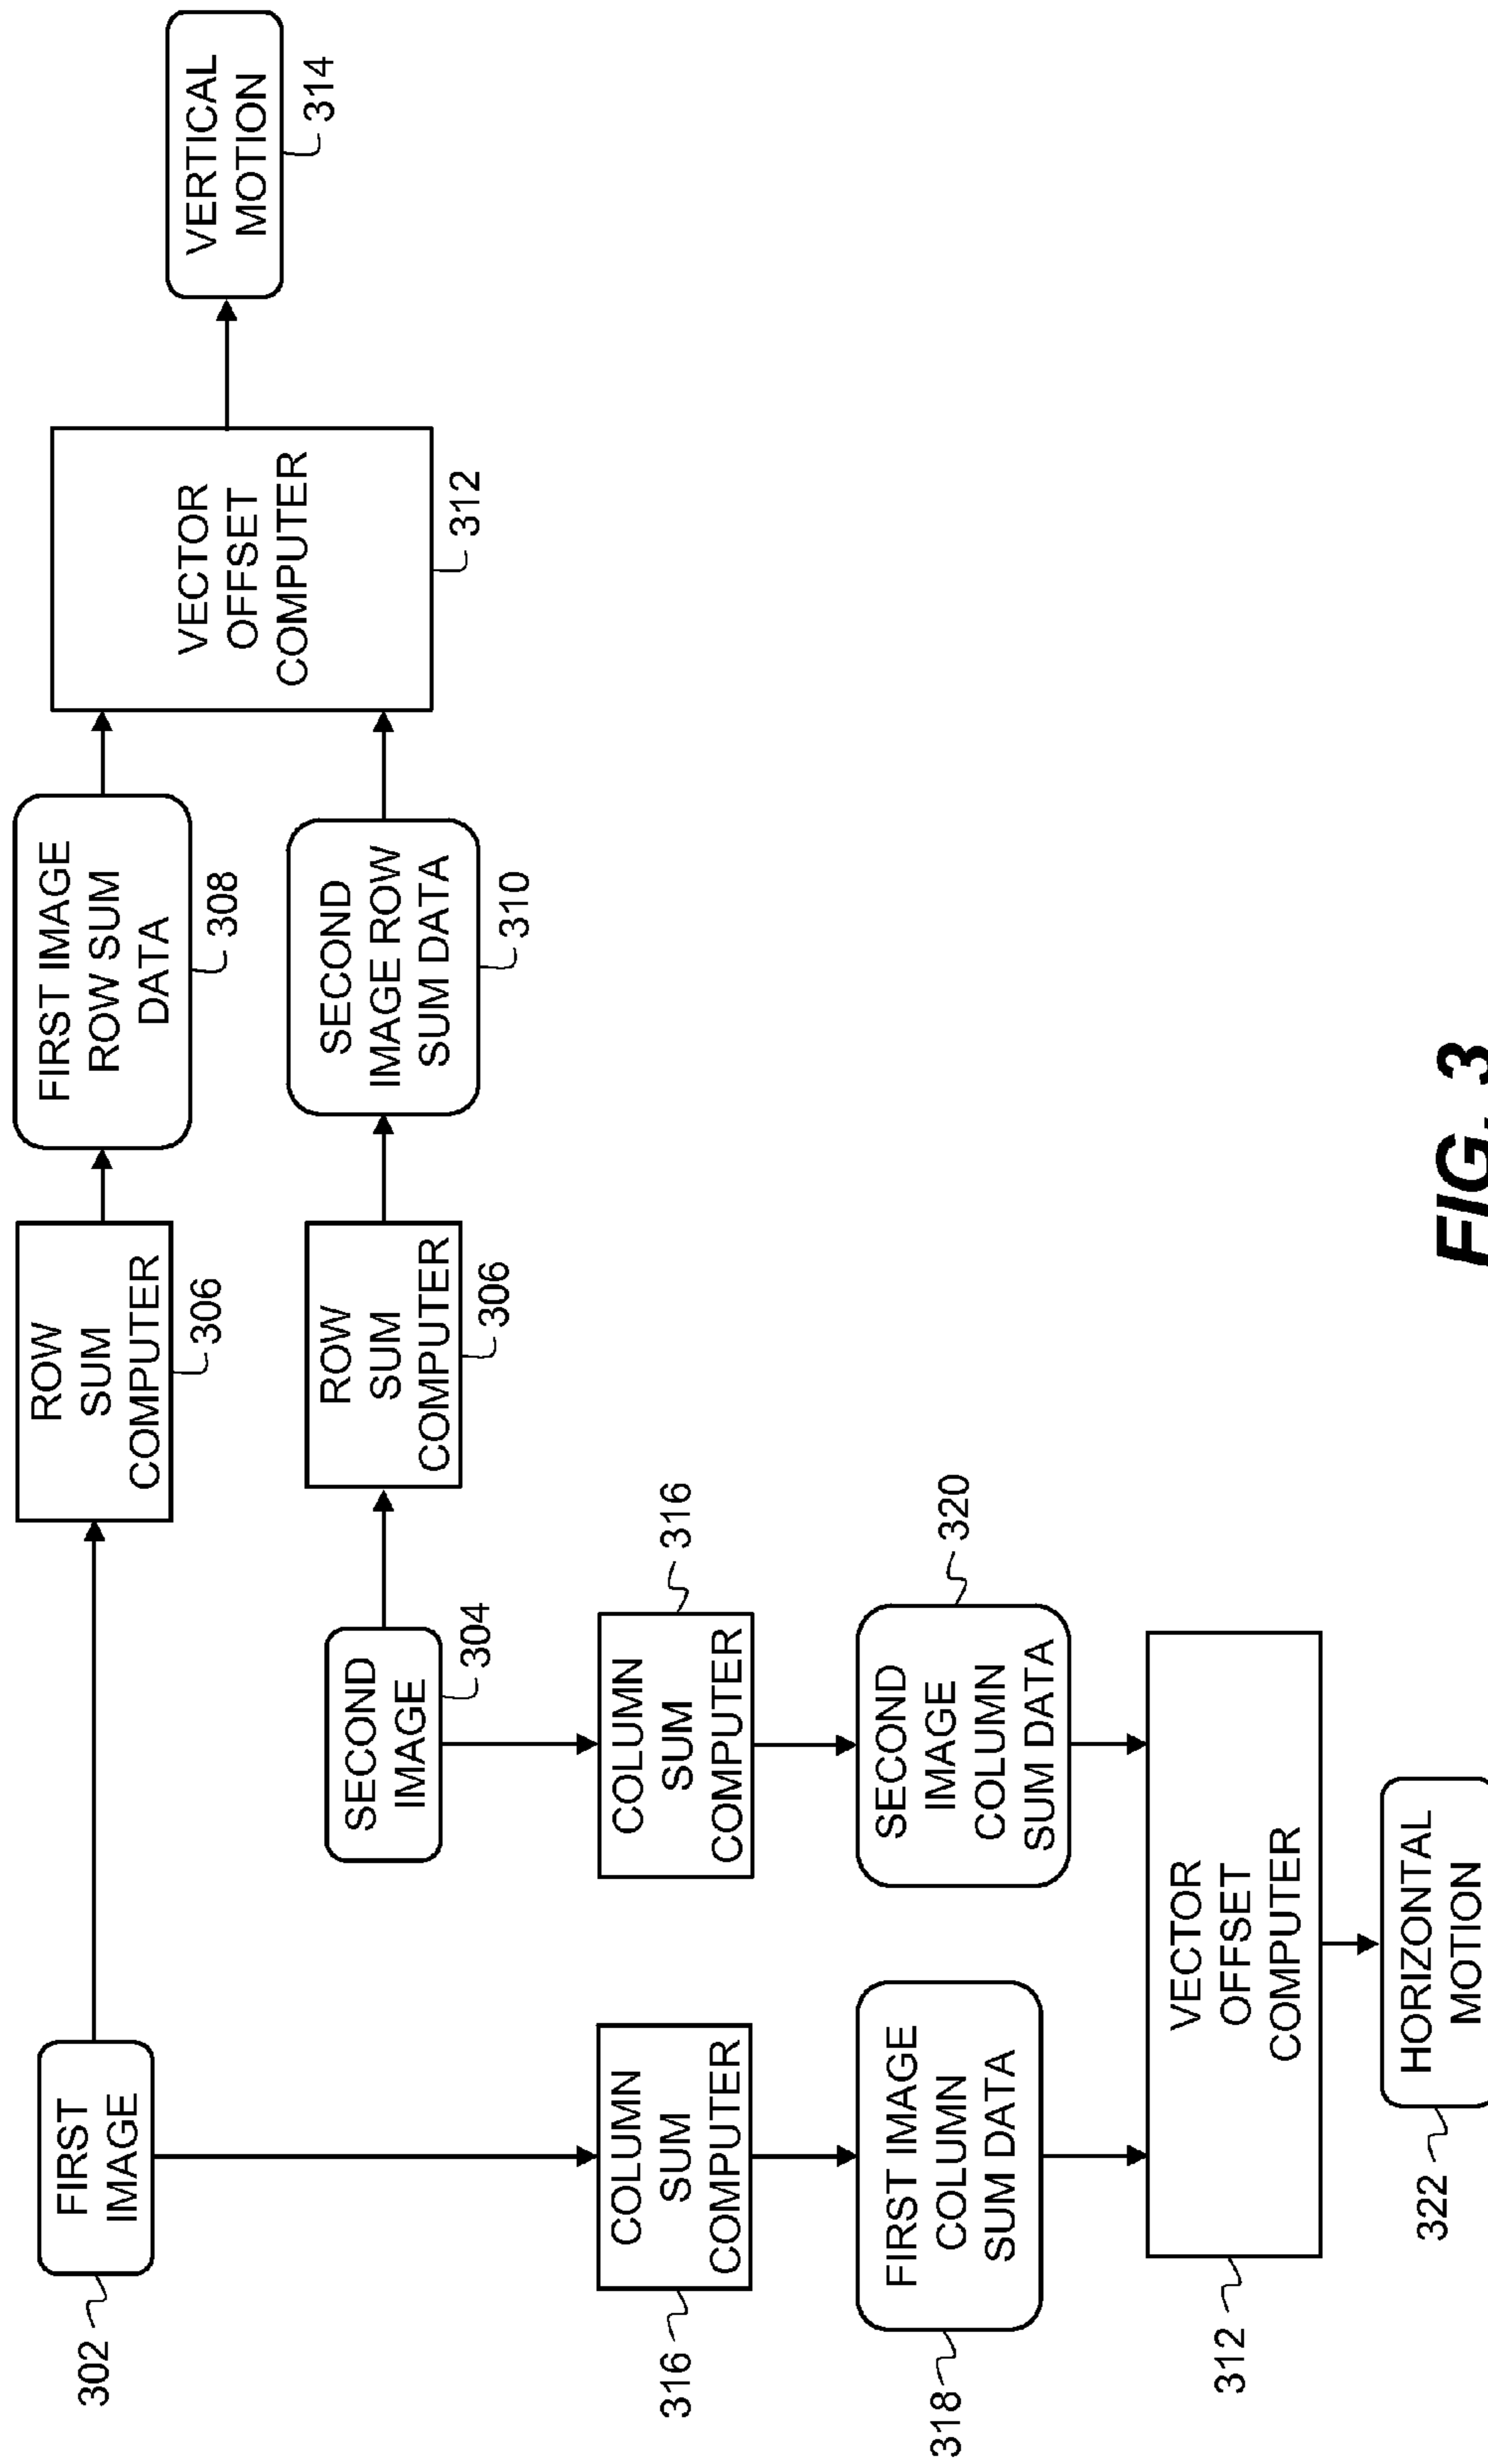 302
FIRST
IMAGE
ROW
SUM
COMPUTER
306
FIRST IMAGE
ROW SUM
DATA
308
VECTOR
OFFSET
COMPUTER
312
VERTICAL
MOTION
314
SECOND
IMAGE
304
ROW
SUM
COMPUTER
306
SECOND
IMAGE ROW
SUM DATA
310
316
COLUMN
SUM
COMPUTER
COLUMN
SUM
COMPUTER
316
318
FIRST IMAGE
COLUMN
SUM DATA
SECOND
IMAGE
COLUMN
SUM DATA
320
312
VECTOR
OFFSET
COMPUTER
322
HORIZONTAL
MOTION
FIG. 3